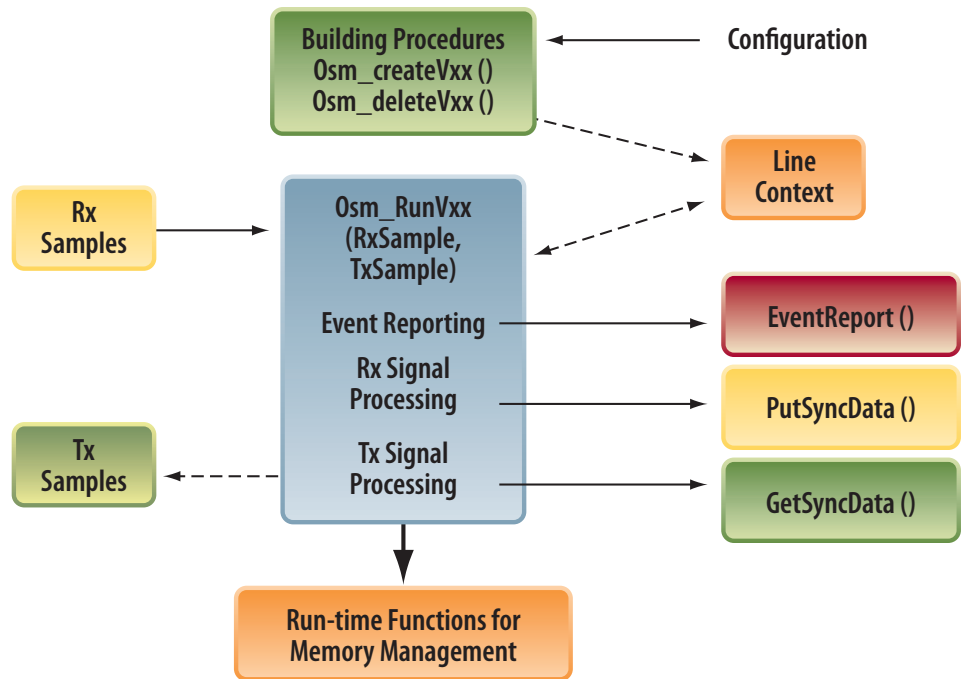 Building Procedures
Osm_createVxx ()
Osm_deleteVxx ()
Configuration
Line
Context
Rx
Samples
Osm_RunVxx
(RxSample,
TxSample)
Event Reporting
EventReport ()
Rx Signal
Processing
PutSyncData ()
Tx
Samples
Tx Signal
Processing
GetSyncData ()
Run-time Functions for
Memory Management